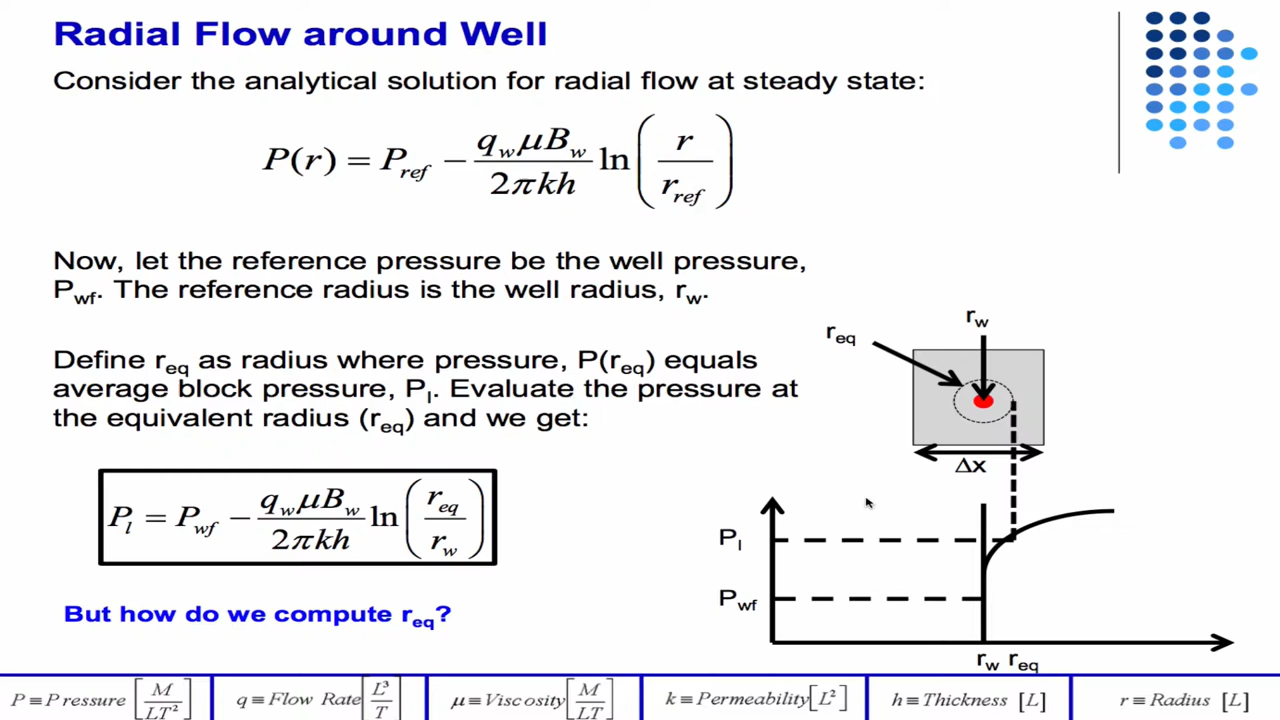 Radial Flow around Well
Consider the analytical solution for radial flow at steady state:
P(r) = P_ref − (q_w μ B_w / 2πkh) ln(r / r_ref)
Now, let the reference pressure be the well pressure,
P_wf. The reference radius is the well radius, r_w.
Define r_eq as radius where pressure, P(r_eq) equals
average block pressure, P_l. Evaluate the pressure at
the equivalent radius (r_eq) and we get:
P_l = P_wf − (q_w μ B_w / 2πkh) ln(r_eq / r_w)
But how do we compute r_eq?
r_w
r_eq
Δx
P_l
P_wf
r_w r_eq
P ≡ Pressure [M / LT²]
q ≡ Flow Rate [L³ / T]
μ ≡ Viscosity [M / LT]
k ≡ Permeability [L²]
h ≡ Thickness [L]
r ≡ Radius [L]